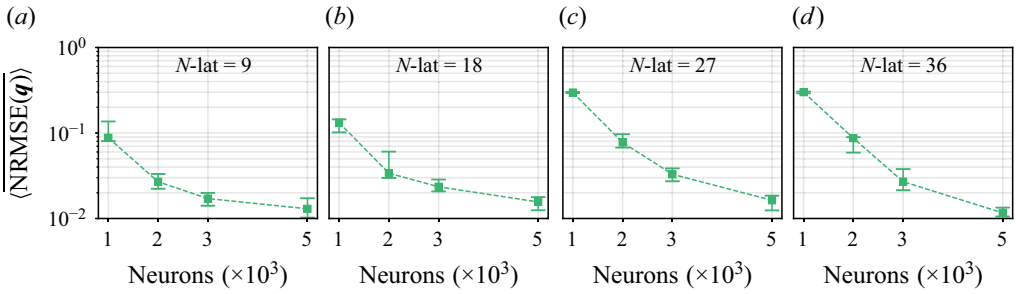 (a) (b) (c) (d)
⟨NRMSE(q)⟩
10⁰
10⁻¹
10⁻²
N-lat = 9
1 2 3 5
Neurons (×10³)
N-lat = 18
1 2 3 5
Neurons (×10³)
N-lat = 27
1 2 3 5
Neurons (×10³)
N-lat = 36
1 2 3 5
Neurons (×10³)